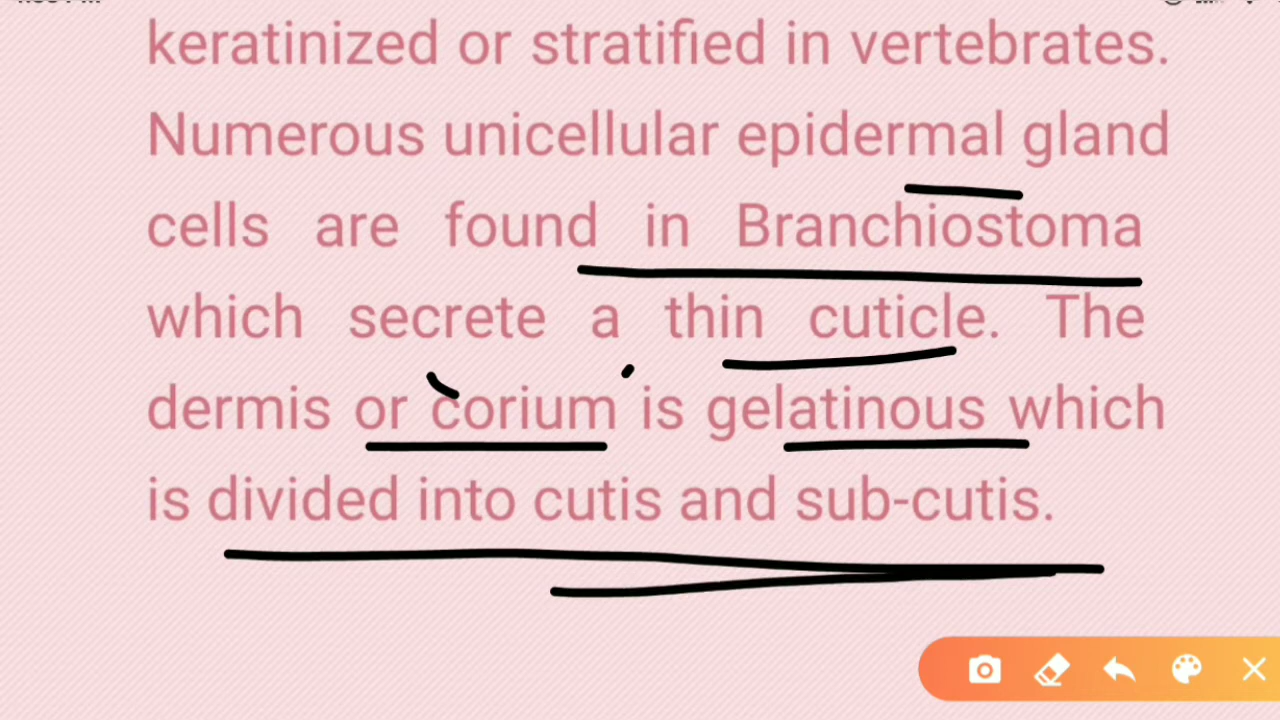 keratinized or stratified in vertebrates.
Numerous unicellular epidermal gland
cells are found in Branchiostoma
which secrete a thin cuticle. The
dermis or corium is gelatinous which
is divided into cutis and sub-cutis.